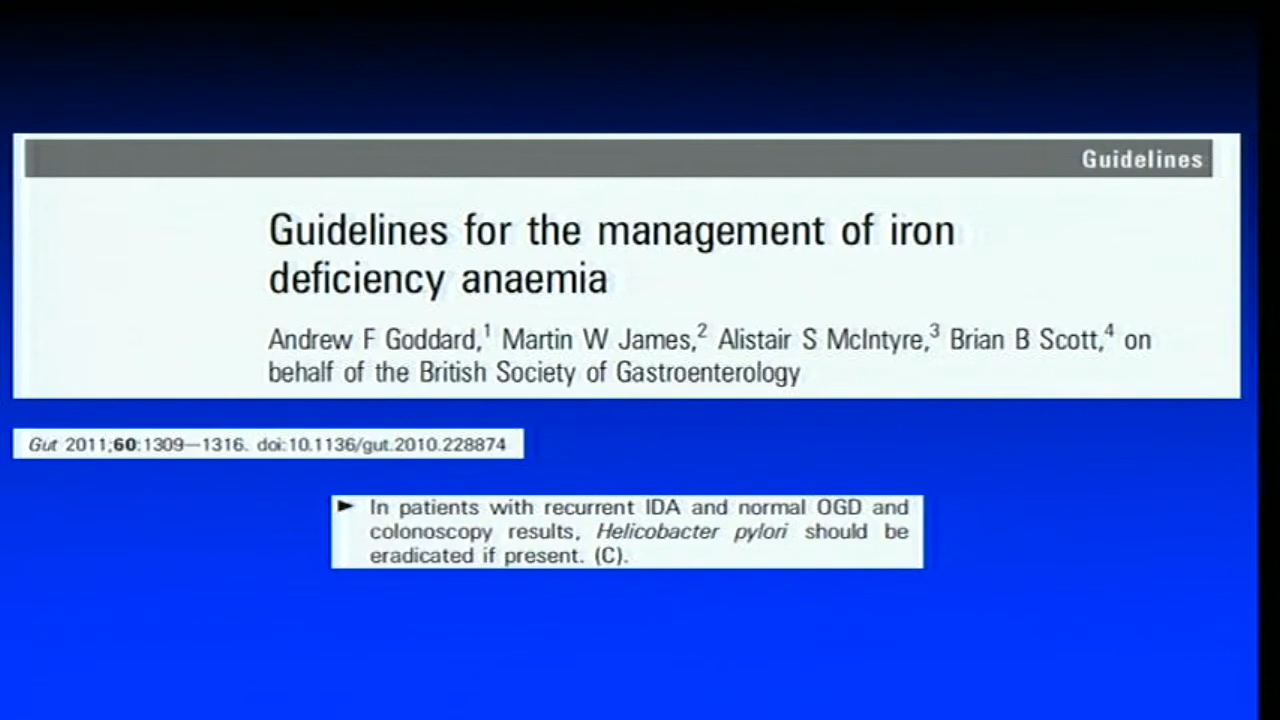 Guidelines
Guidelines for the management of iron
deficiency anaemia
Andrew F Goddard,1 Martin W James,2 Alistair S McIntyre,3 Brian B Scott,4 on
behalf of the British Society of Gastroenterology
Gut 2011;60:1309—1316. doi:10.1136/gut.2010.228874
► In patients with recurrent IDA and normal OGD and
colonoscopy results, Helicobacter pylori should be
eradicated if present. (C).